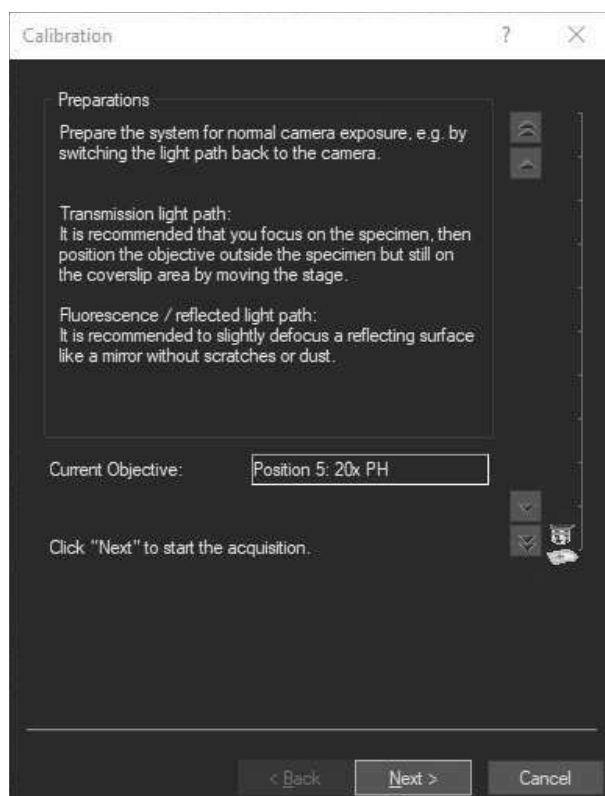 Calibration ?
Preparations
Prepare the system for normal camera exposure, e.g. by
switching the light path back to the camera.
Transmission light path:
It is recommended that you focus on the specimen, then
position the objective outside the specimen but still on
the coverslip area by moving the stage.
Fluorescence / reflected light path:
It is recommended to slightly defocus a reflecting surface
like a mirror without scratches or dust.
Current Objective: Position 5: 20x PH
Click "Next" to start the acquisition.
< Back Next > Cancel